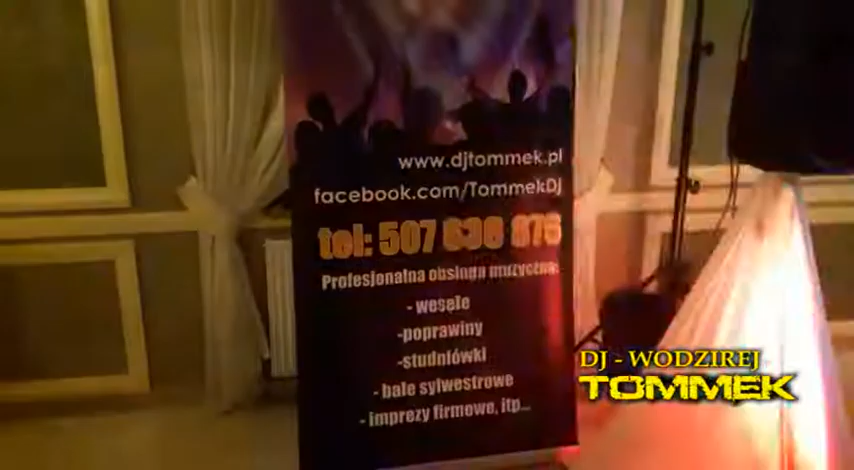 www.djtommek.pl
facebook.com/TommekDJ
tel: 507
Profesjonalna obsługa muzyczna:
- wesele
-poprawiny
-studniówki
- bale sylwestrowe
- imprezy firmowe, itp...
DJ - WODZIREJ
TOMMEK